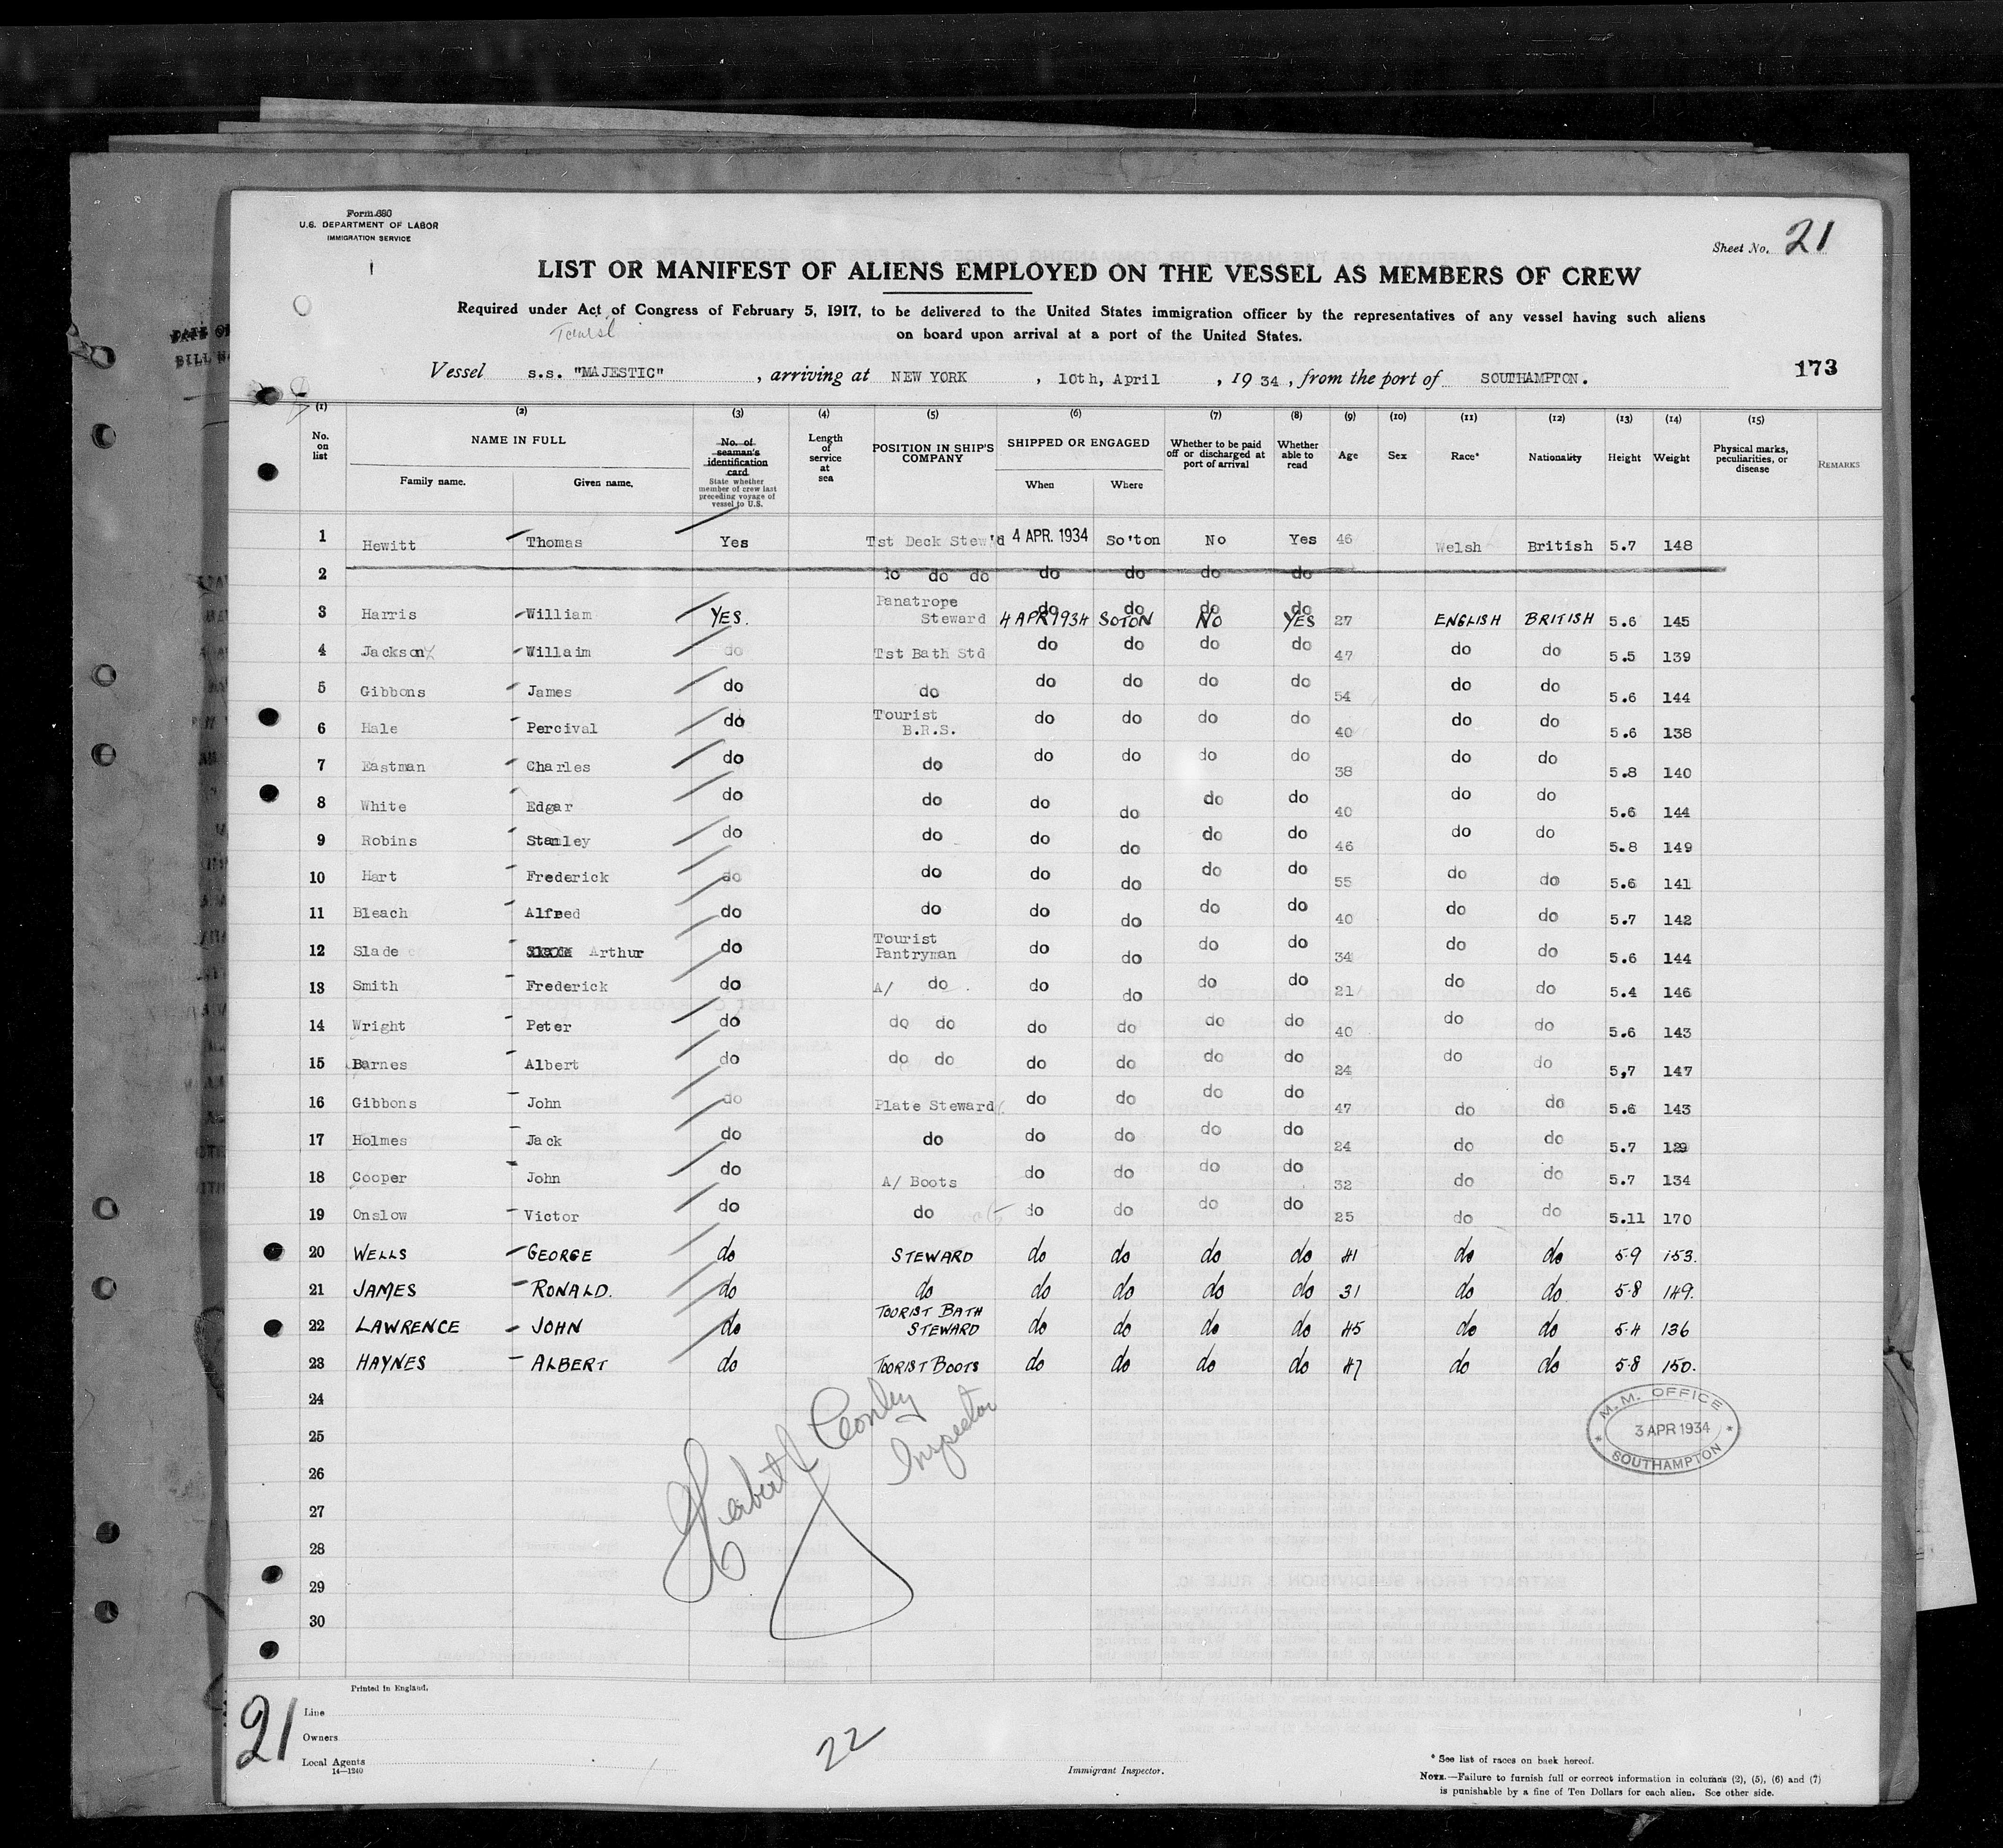 Form 680
U.S. DEPARTMENT OF LABOR
IMMIGRATION SERVICE
Sheet No. 21
LIST OR MANIFEST OF ALIENS EMPLOYED ON THE VESSEL AS MEMBERS OF CREW
Required under Act of Congress of February 5, 1917, to be delivered to the United States immigration officer by the representatives of any vessel having such aliens
on board upon arrival at a port of the United States.
Vessel s.s. "MAJESTIC", arriving at NEW YORK, 10th, April, 19 34, from the port of SOUTHAMPTON.
173
(1) (2) (3) (4) (5) (6) (7) (8) (9) (10) (11) (12) (13) (14) (15)
No. on list NAME IN FULL Family name. Given name. No. of seaman's identification card State whether member of crew last preceding voyage of vessel to U.S. Length of service at sea POSITION IN SHIP'S COMPANY SHIPPED OR ENGAGED When Where Whether to be paid off or discharged at port of arrival Whether able to read Age Sex Race* Nationality Height Weight Physical marks, peculiarities, or disease REMARKS
1 Hewitt Thomas Yes Tst Deck Stew'd 4 APR. 1934 So'ton No Yes 46 Welsh British 5.7 148
2 do do do do do do do
3 Harris William YES. Panatrope Steward do do do do 4 APR 1934 SOTON NO YES 27 ENGLISH BRITISH 5.6 145
4 Jackson Willaim do Tst Bath Std do do do do 47 do do 5.5 139
5 Gibbons James do do do do do do 54 do do 5.6 144
6 Hale Percival do Tourist B.R.S. do do do do 40 do do 5.6 138
7 Eastman Charles do do do do do do 38 do do 5.8 140
8 White Edgar do do do do do do 40 do do 5.6 144
9 Robins Stanley do do do do do do 46 do do 5.8 149
10 Hart Frederick do do do do do do 55 do do 5.6 141
11 Bleach Alfred do do do do do do 40 do do 5.7 142
12 Slade Slade Arthur do Tourist Pantryman do do do do 34 do do 5.6 144
13 Smith Frederick do A/ do do do do do 21 do do 5.4 146
14 Wright Peter do do do do do do do 40 do do 5.6 143
15 Barnes Albert do do do do do do do 24 do do 5,7 147
16 Gibbons John do Plate Steward do do do do 47 do do 5.6 143
17 Holmes Jack do do do do do do 24 do do 5.7 129
18 Cooper John do A/ Boots do do do do 32 do do 5.7 134
19 Onslow Victor do do do do do do 25 do do 5.11 170
20 WELLS GEORGE do STEWARD do do do do 41 do do 5.9 153.
21 JAMES RONALD. do do do do do do 31 do do 5.8 149.
22 LAWRENCE JOHN do TOURIST BATH STEWARD do do do do 45 do do 5.4 136
23 HAYNES ALBERT do TOURIST BOOTS do do do do 47 do do 5.8 150.
24
25
26
27
28
29
30
M. M. OFFICE
3 APR 1934
SOUTHAMPTON
Inspector
Printed in England.
21
Line
Owners
Local Agents
14—1240
22
Immigrant Inspector.
* See list of races on back hereof.
NOTE.—Failure to furnish full or correct information in columns (2), (5), (6) and (7)
is punishable by a fine of Ten Dollars for each alien. See other side.